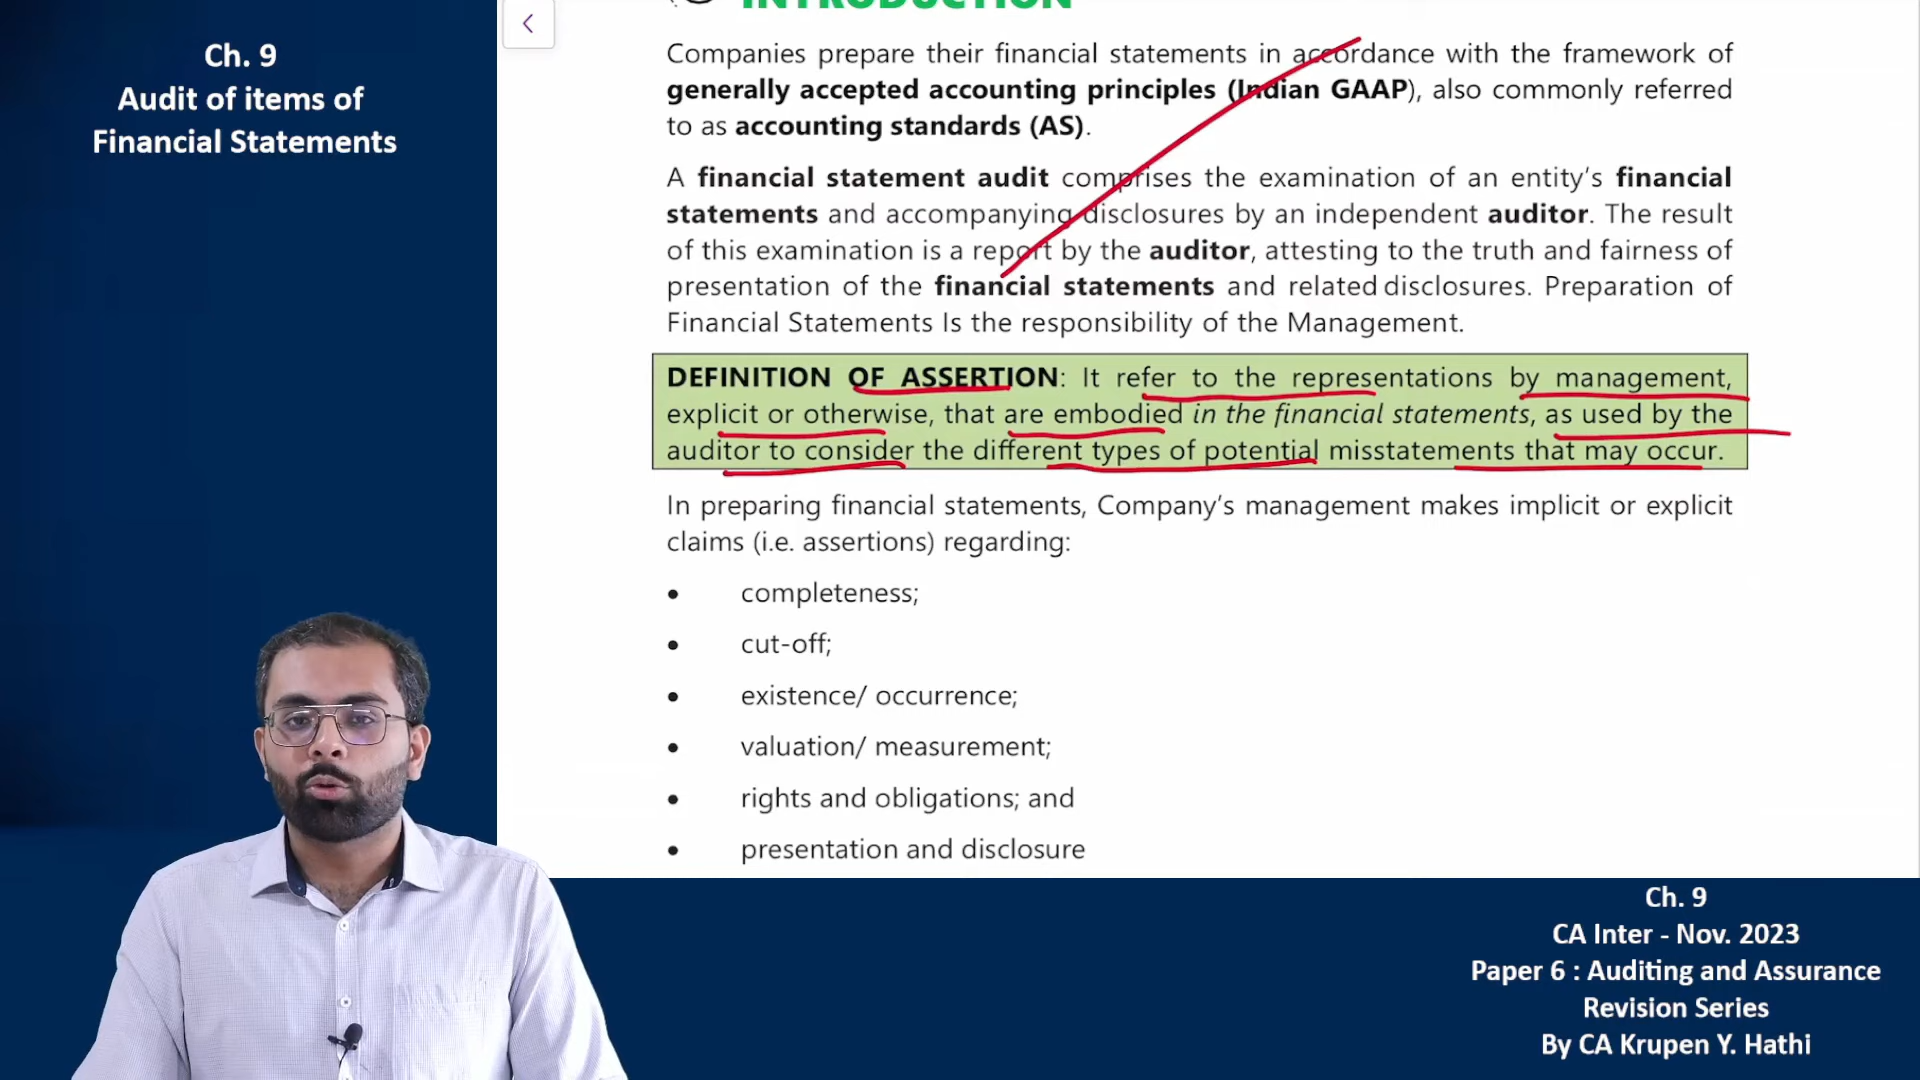 Ch. 9
Audit of items of
Financial Statements
INTRODUCTION
Companies prepare their financial statements in accordance with the framework of
generally accepted accounting principles (Indian GAAP), also commonly referred
to as accounting standards (AS).
A financial statement audit comprises the examination of an entity’s financial
statements and accompanying disclosures by an independent auditor. The result
of this examination is a report by the auditor, attesting to the truth and fairness of
presentation of the financial statements and related disclosures. Preparation of
Financial Statements Is the responsibility of the Management.
DEFINITION OF ASSERTION: It refer to the representations by management,
explicit or otherwise, that are embodied in the financial statements, as used by the
auditor to consider the different types of potential misstatements that may occur.
In preparing financial statements, Company’s management makes implicit or explicit
claims (i.e. assertions) regarding:
• completeness;
• cut-off;
• existence/ occurrence;
• valuation/ measurement;
• rights and obligations; and
• presentation and disclosure
Ch. 9
CA Inter - Nov. 2023
Paper 6 : Auditing and Assurance
Revision Series
By CA Krupen Y. Hathi